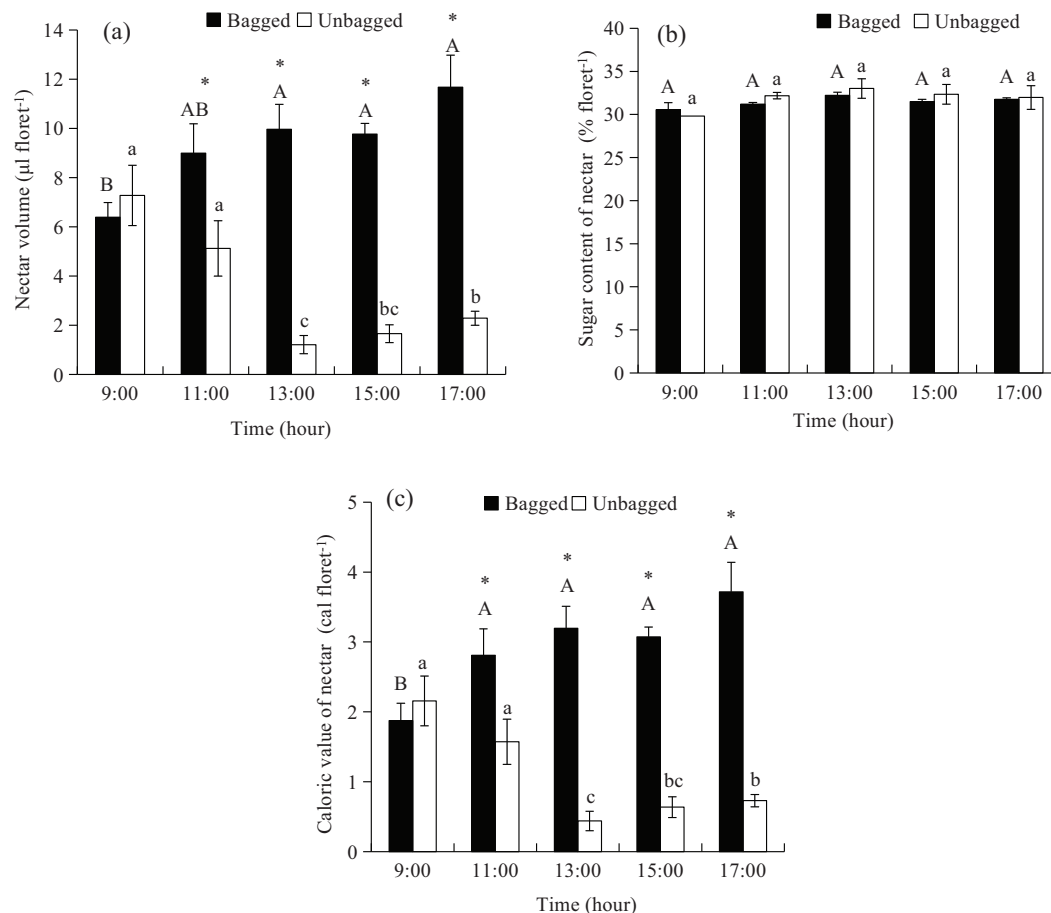 (a)
Bagged Unbagged
Nectar volume (µl floret⁻¹)
14
12
10
8
6
4
2
0
B a
* AB a
* A c
* A bc
* A b
9:00 11:00 13:00 15:00 17:00
Time (hour)
(b)
Bagged Unbagged
Sugar content of nectar (% floret⁻¹)
40
35
30
25
20
15
10
5
0
A a A a A a A a A a
9:00 11:00 13:00 15:00 17:00
Time (hour)
(c)
Bagged Unbagged
Caloric value of nectar (cal floret⁻¹)
5
4
3
2
1
0
B a
* A a
* A c
* A bc
* A b
9:00 11:00 13:00 15:00 17:00
Time (hour)